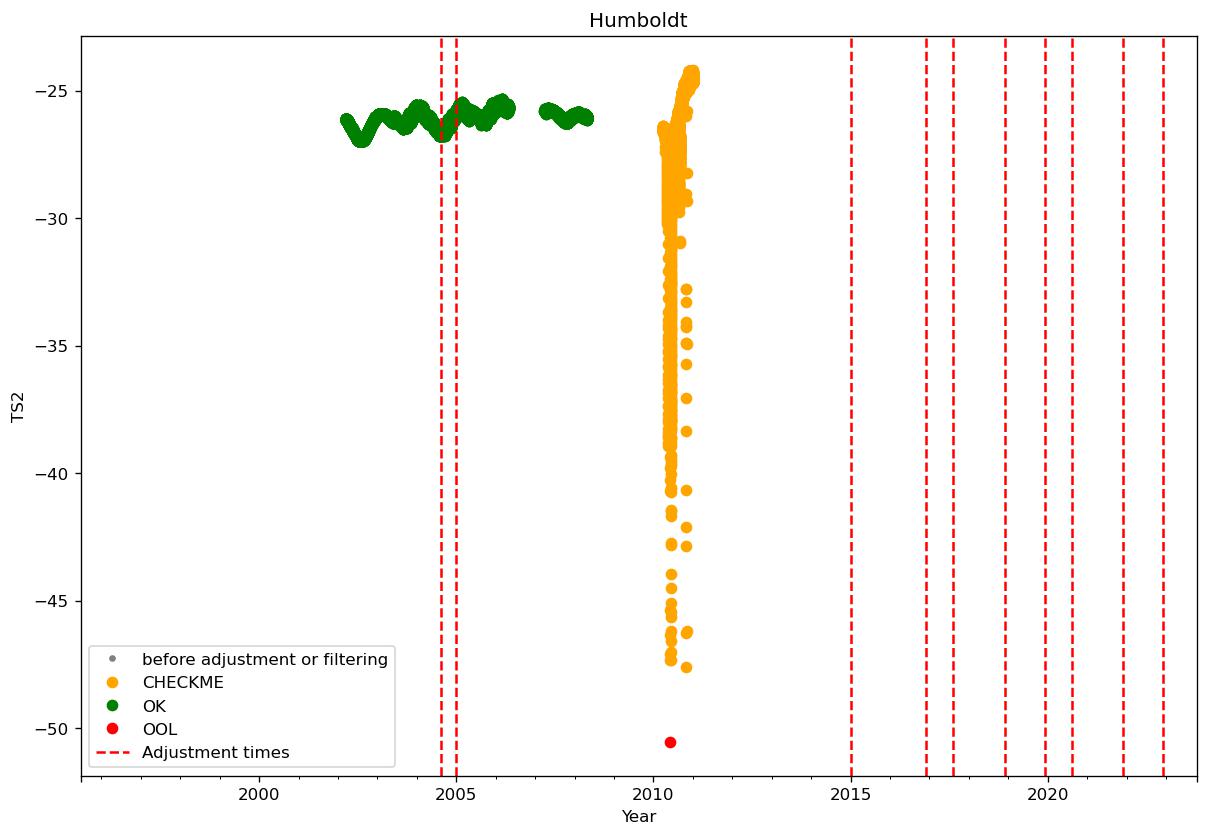 Humboldt
−25
−30
−35
−40
−45
−50
TS2
before adjustment or filtering
CHECKME
OK
OOL
Adjustment times
2000 2005 2010 2015 2020
Year